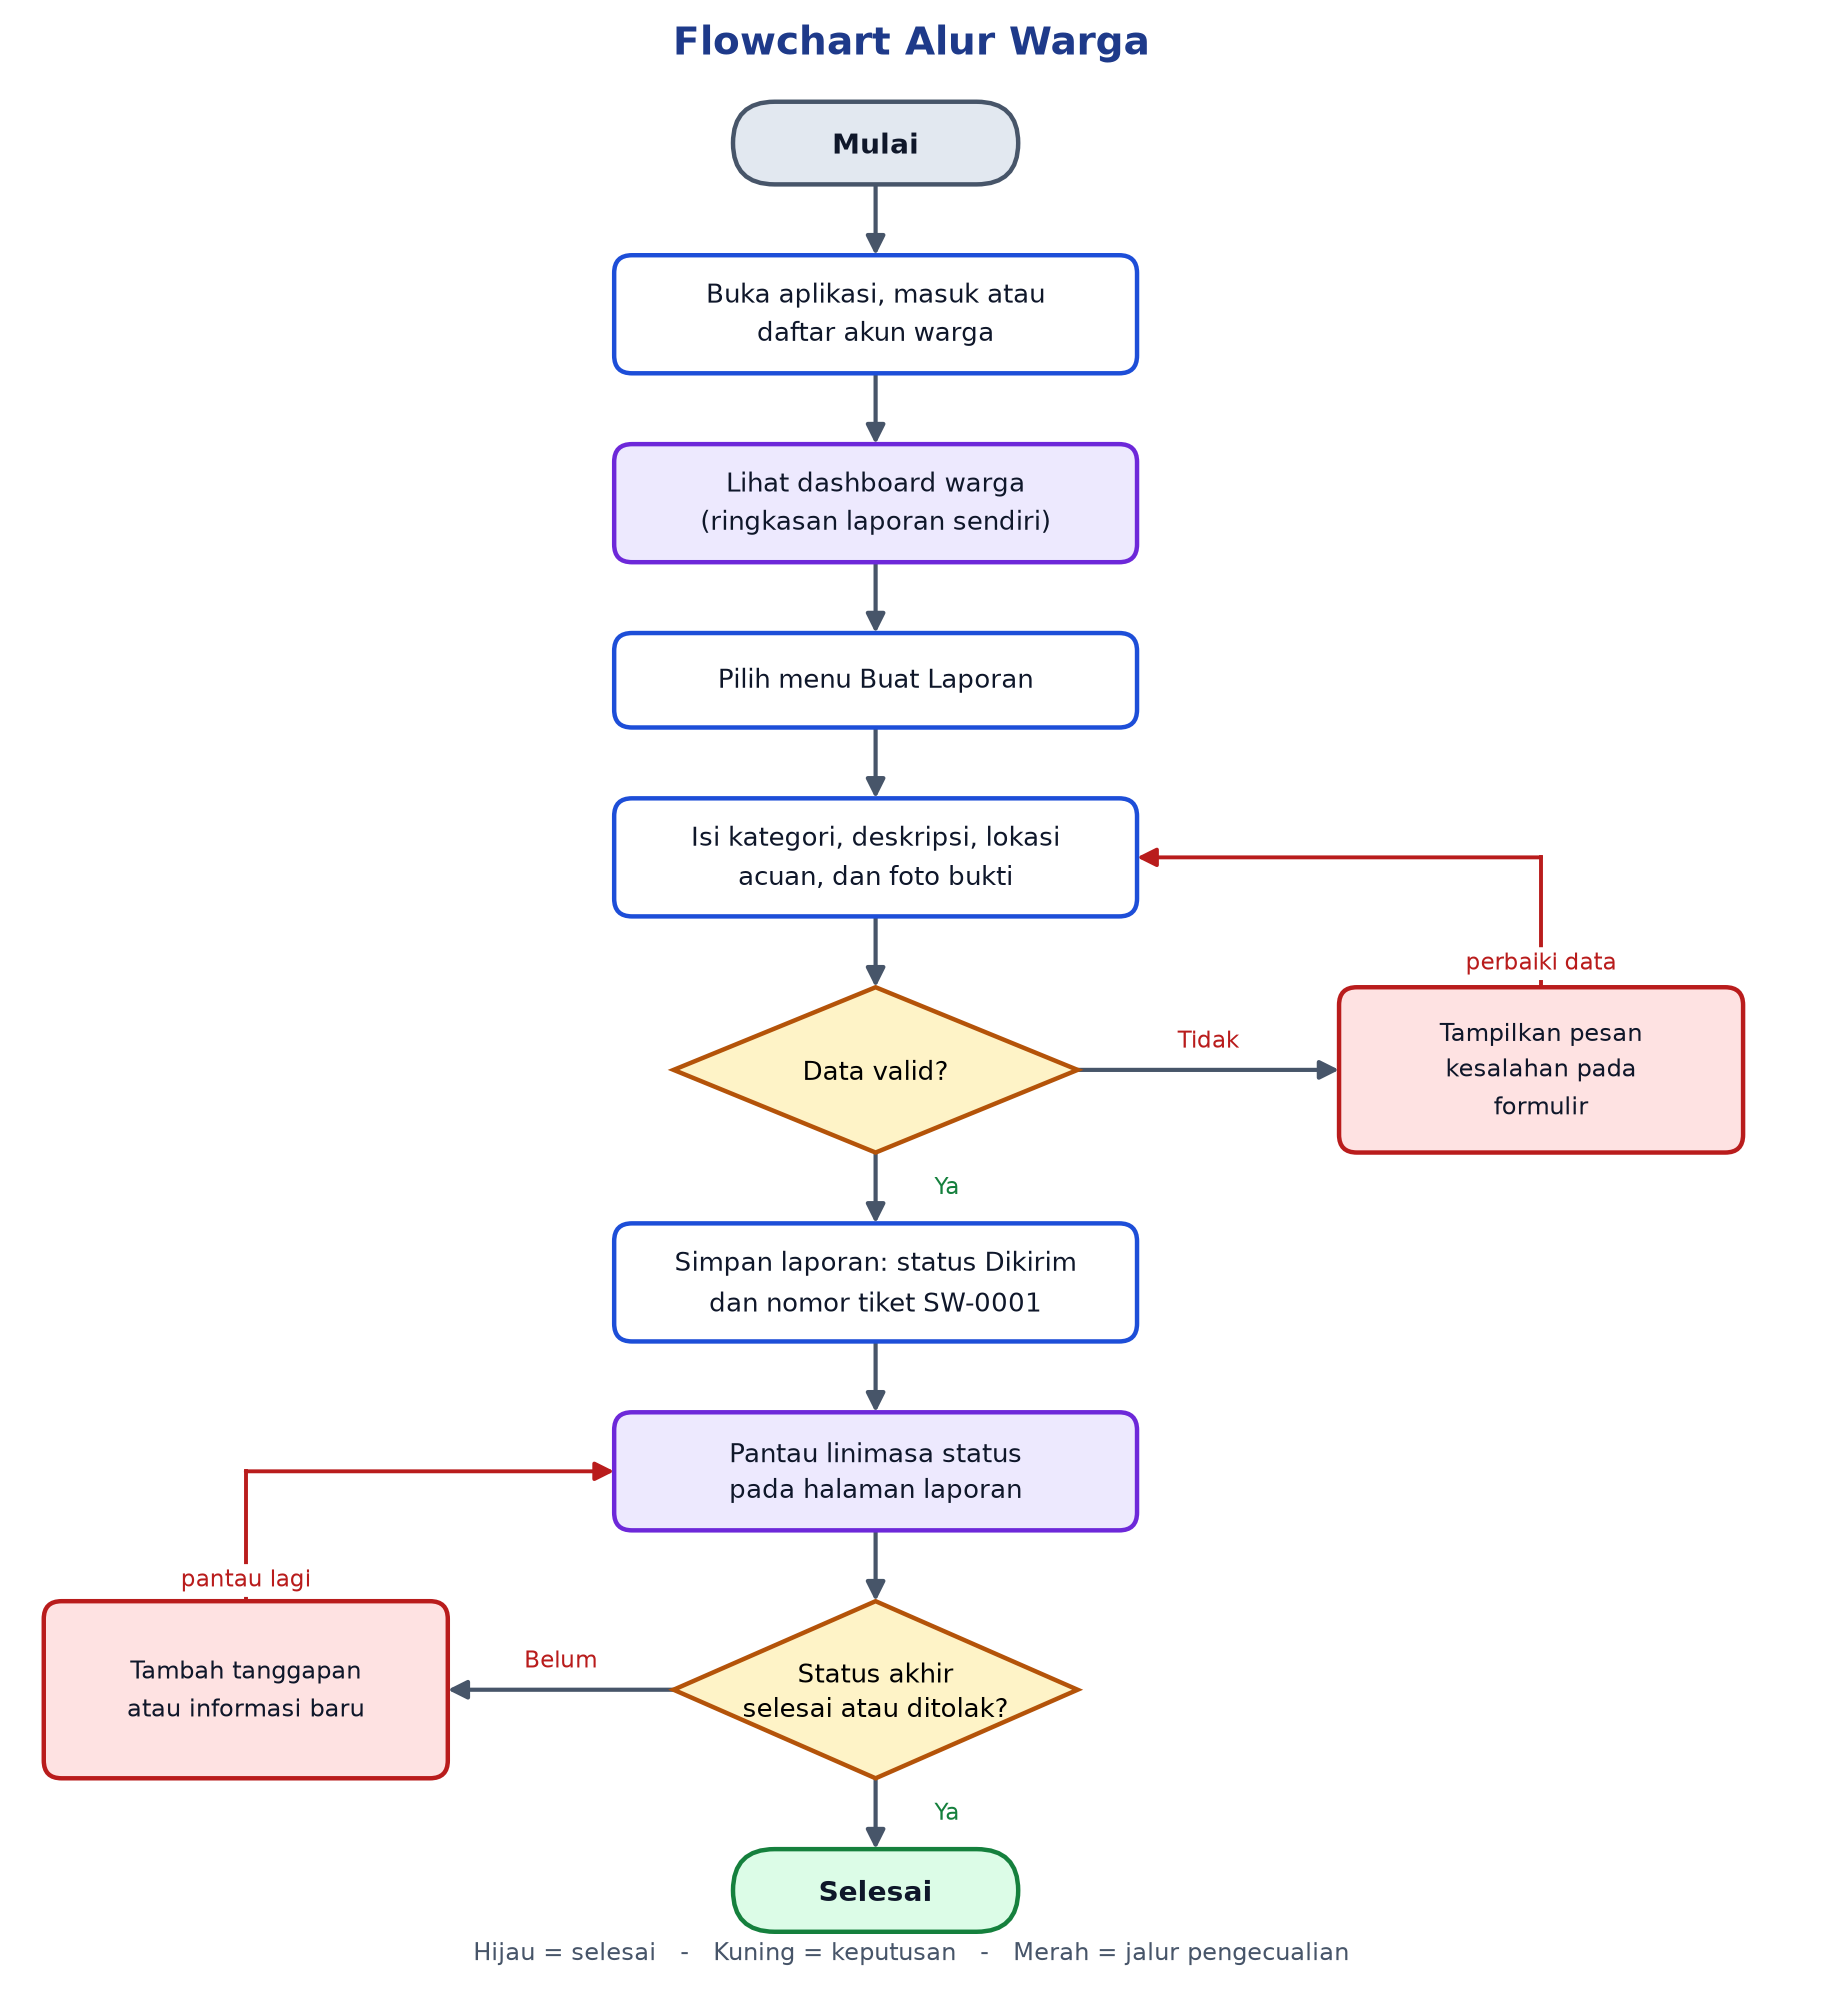 Flowchart Alur Warga
Mulai
Buka aplikasi, masuk atau
daftar akun warga
Lihat dashboard warga
(ringkasan laporan sendiri)
Pilih menu Buat Laporan
Isi kategori, deskripsi, lokasi
acuan, dan foto bukti
perbaiki data
Data valid?
Tidak
Tampilkan pesan
kesalahan pada
formulir
Ya
Simpan laporan: status Dikirim
dan nomor tiket SW-0001
Pantau linimasa status
pada halaman laporan
pantau lagi
Tambah tanggapan
atau informasi baru
Belum
Status akhir
selesai atau ditolak?
Ya
Selesai
Hijau = selesai - Kuning = keputusan - Merah = jalur pengecualian